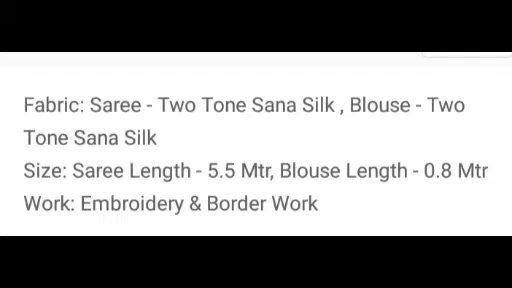 Fabric: Saree - Two Tone Sana Silk , Blouse - Two
Tone Sana Silk
Size: Saree Length - 5.5 Mtr, Blouse Length - 0.8 Mtr
Work: Embroidery & Border Work